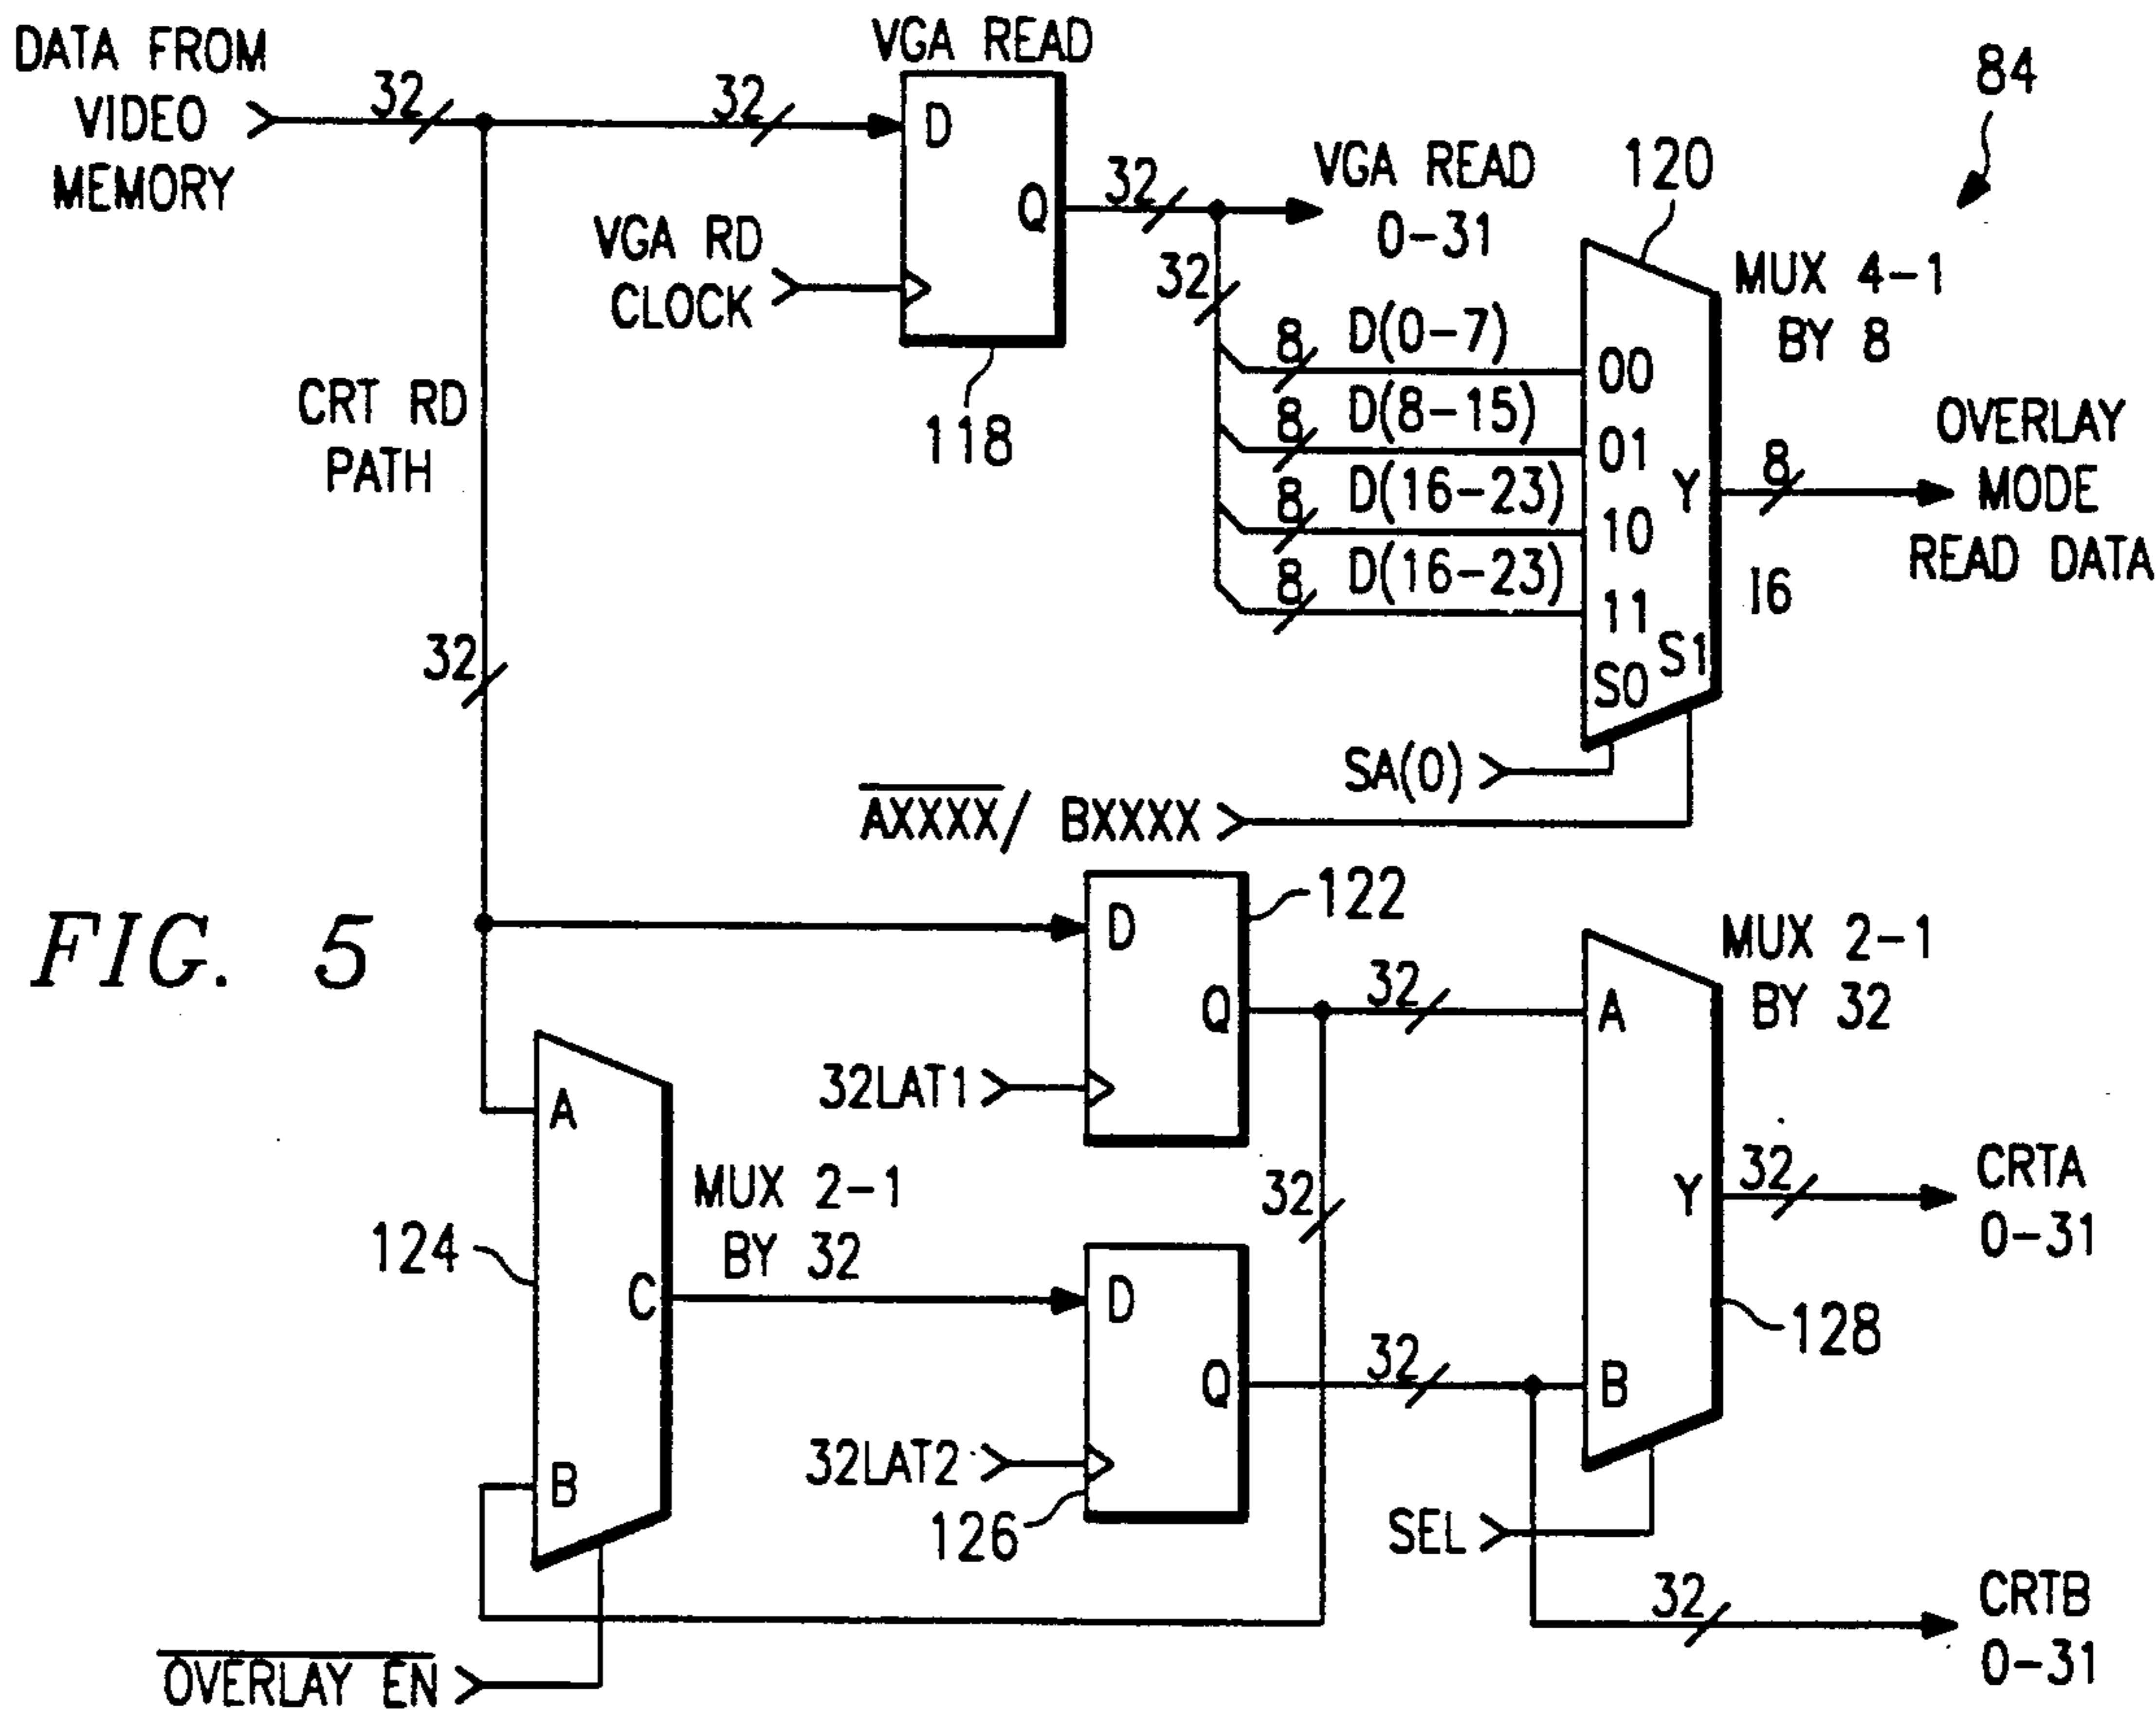 DATA FROM
VIDEO
MEMORY
32
32
VGA READ
D
Q
VGA RD
CLOCK
118
32
VGA READ
0-31
32
84
120
MUX 4-1
BY 8
8 D(0-7)
8 D(8-15)
8 D(16-23)
8 D(16-23)
00
01
10
11
Y
S0
S1
8
OVERLAY
MODE
READ DATA
16
SA(0)
AXXXX/ BXXXX
CRT RD
PATH
32
FIG. 5
D
Q
122
32LAT1
32
32
A
B
C
124
MUX 2-1
BY 32
D
Q
32LAT2
126
32
MUX 2-1
BY 32
A
B
Y
128
32
CRTA
0-31
SEL
32
CRTB
0-31
OVERLAY EN